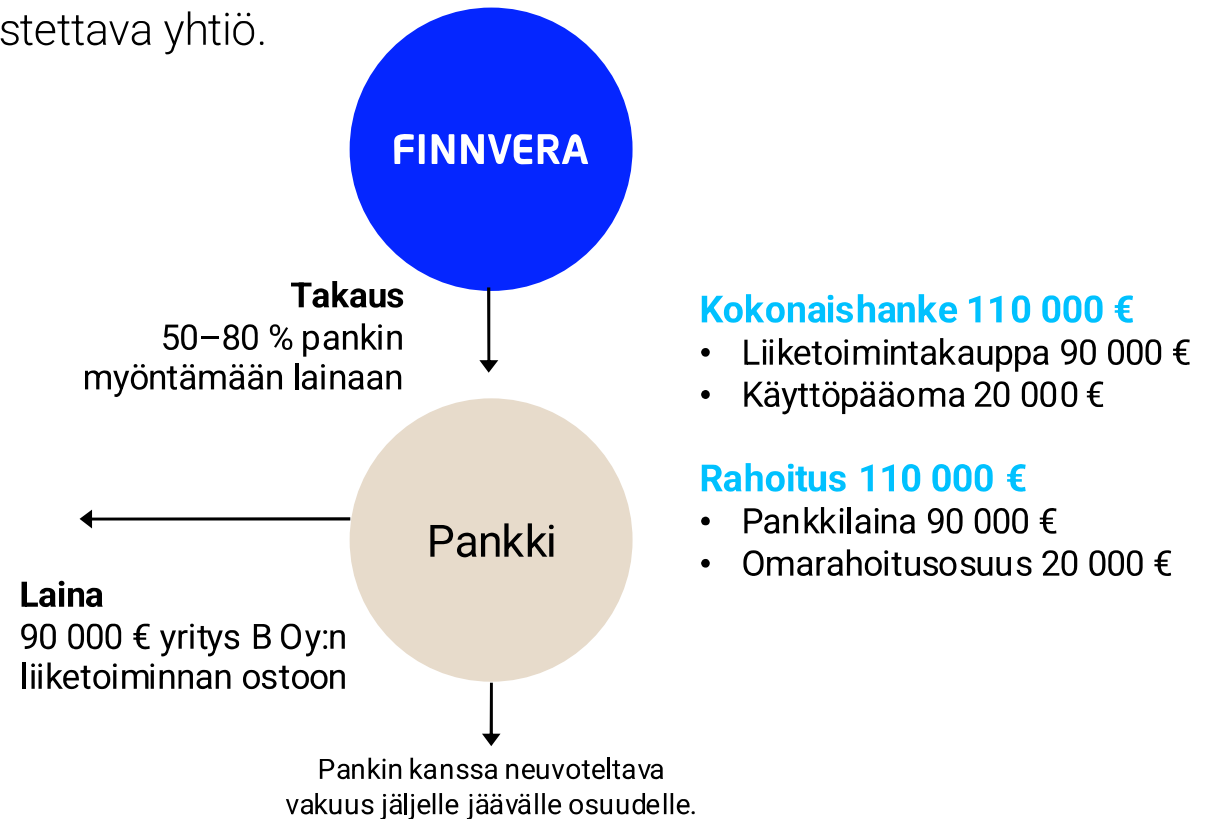 stettava yhtiö.
FINNVERA
Takaus
50–80 % pankin
myöntämään lainaan
Kokonaishanke 110 000 €
• Liiketoimintakauppa 90 000 €
• Käyttöpääoma 20 000 €
Rahoitus 110 000 €
• Pankkilaina 90 000 €
• Omarahoitusosuus 20 000 €
Pankki
Laina
90 000 € yritys B Oy:n
liiketoiminnan ostoon
Pankin kanssa neuvoteltava
vakuus jäljelle jäävälle osuudelle.